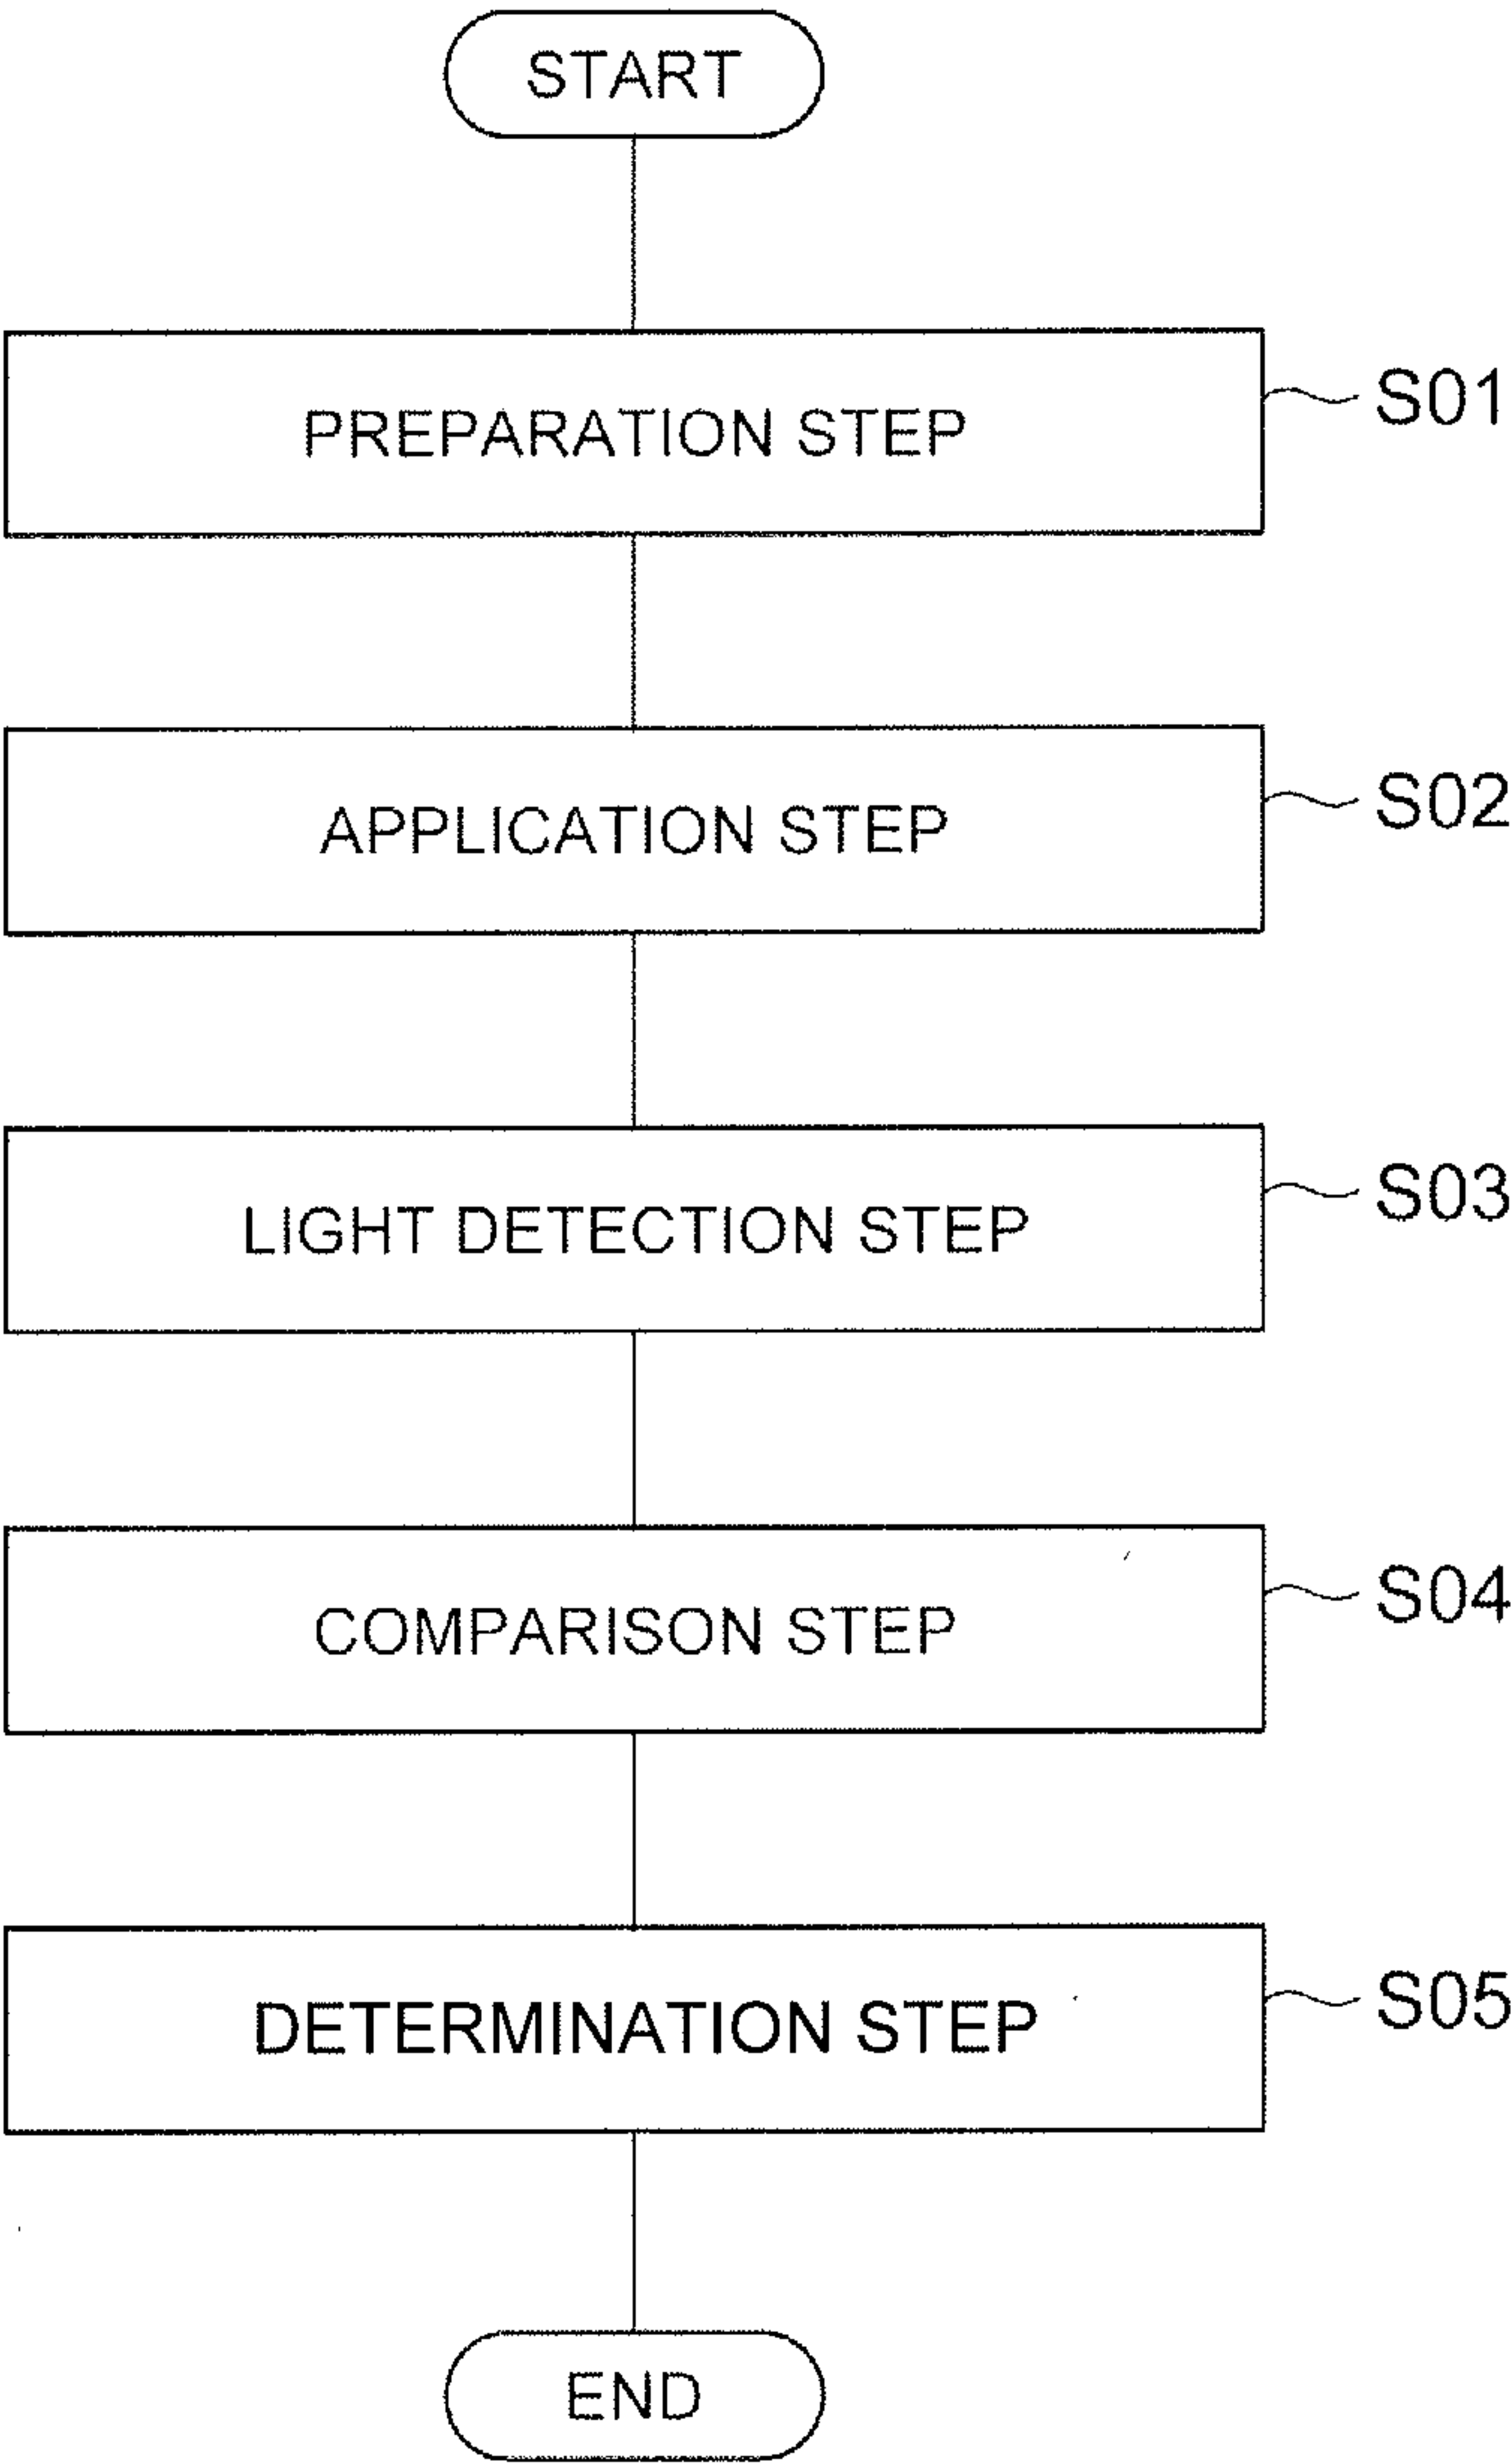 START
PREPARATION STEP
S01
APPLICATION STEP
S02
LIGHT DETECTION STEP
S03
COMPARISON STEP
S04
DETERMINATION STEP
S05
END